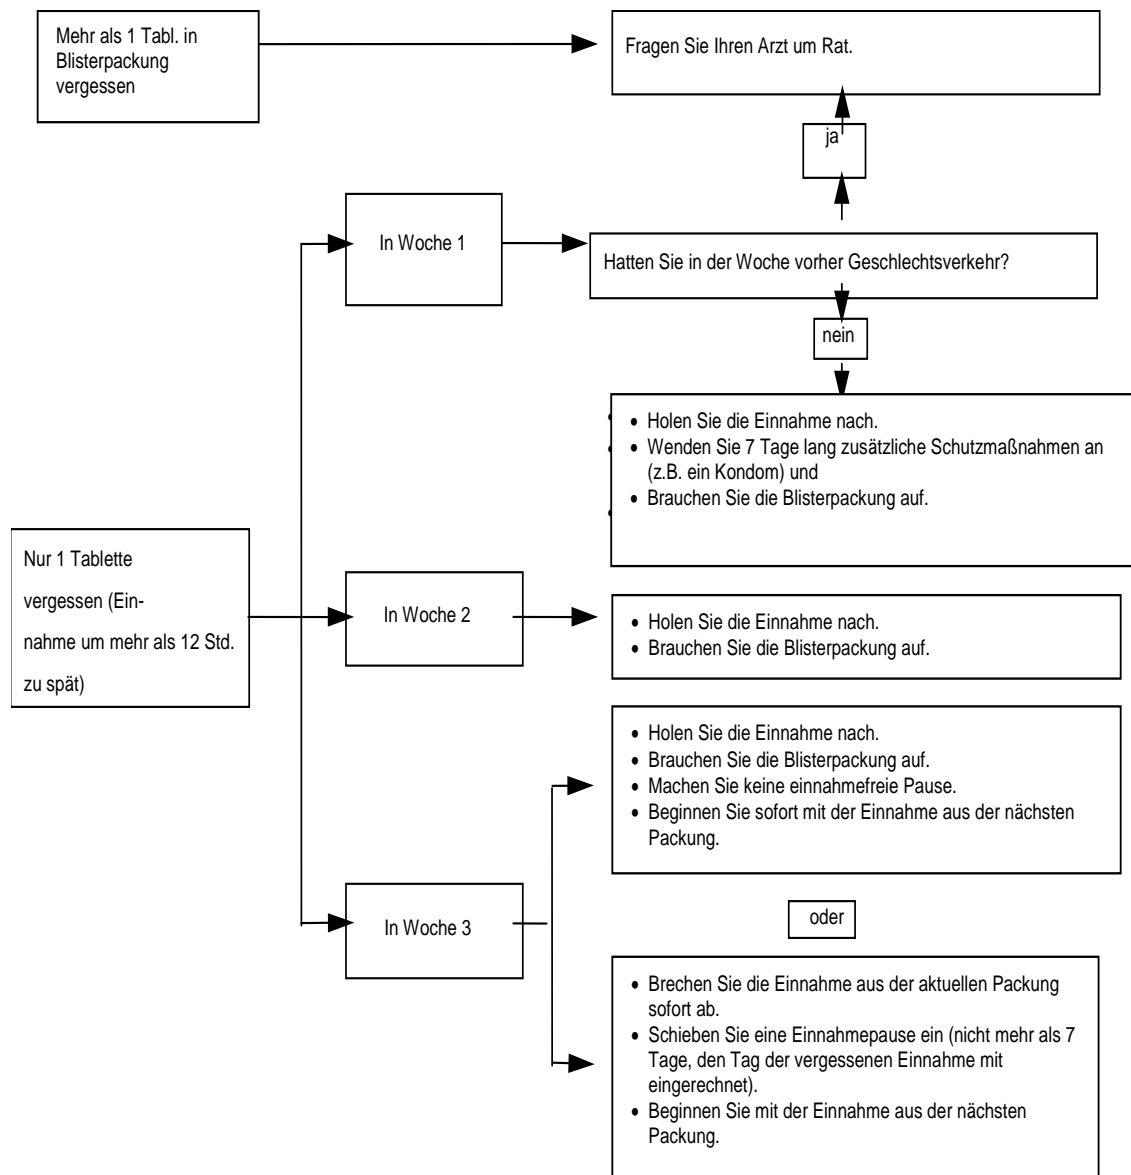 Mehr als 1 Tabl. in
Blisterpackung
vergessen
Fragen Sie Ihren Arzt um Rat.
ja
In Woche 1
Hatten Sie in der Woche vorher Geschlechtsverkehr?
nein
• Holen Sie die Einnahme nach.
• Wenden Sie 7 Tage lang zusätzliche Schutzmaßnahmen an
(z.B. ein Kondom) und
• Brauchen Sie die Blisterpackung auf.
Nur 1 Tablette
vergessen (Ein-
nahme um mehr als 12 Std.
zu spät)
In Woche 2
• Holen Sie die Einnahme nach.
• Brauchen Sie die Blisterpackung auf.
• Holen Sie die Einnahme nach.
• Brauchen Sie die Blisterpackung auf.
• Machen Sie keine einnahmefreie Pause.
• Beginnen Sie sofort mit der Einnahme aus der nächsten
Packung.
In Woche 3
oder
• Brechen Sie die Einnahme aus der aktuellen Packung
sofort ab.
• Schieben Sie eine Einnahmepause ein (nicht mehr als 7
Tage, den Tag der vergessenen Einnahme mit
eingerechnet).
• Beginnen Sie mit der Einnahme aus der nächsten
Packung.